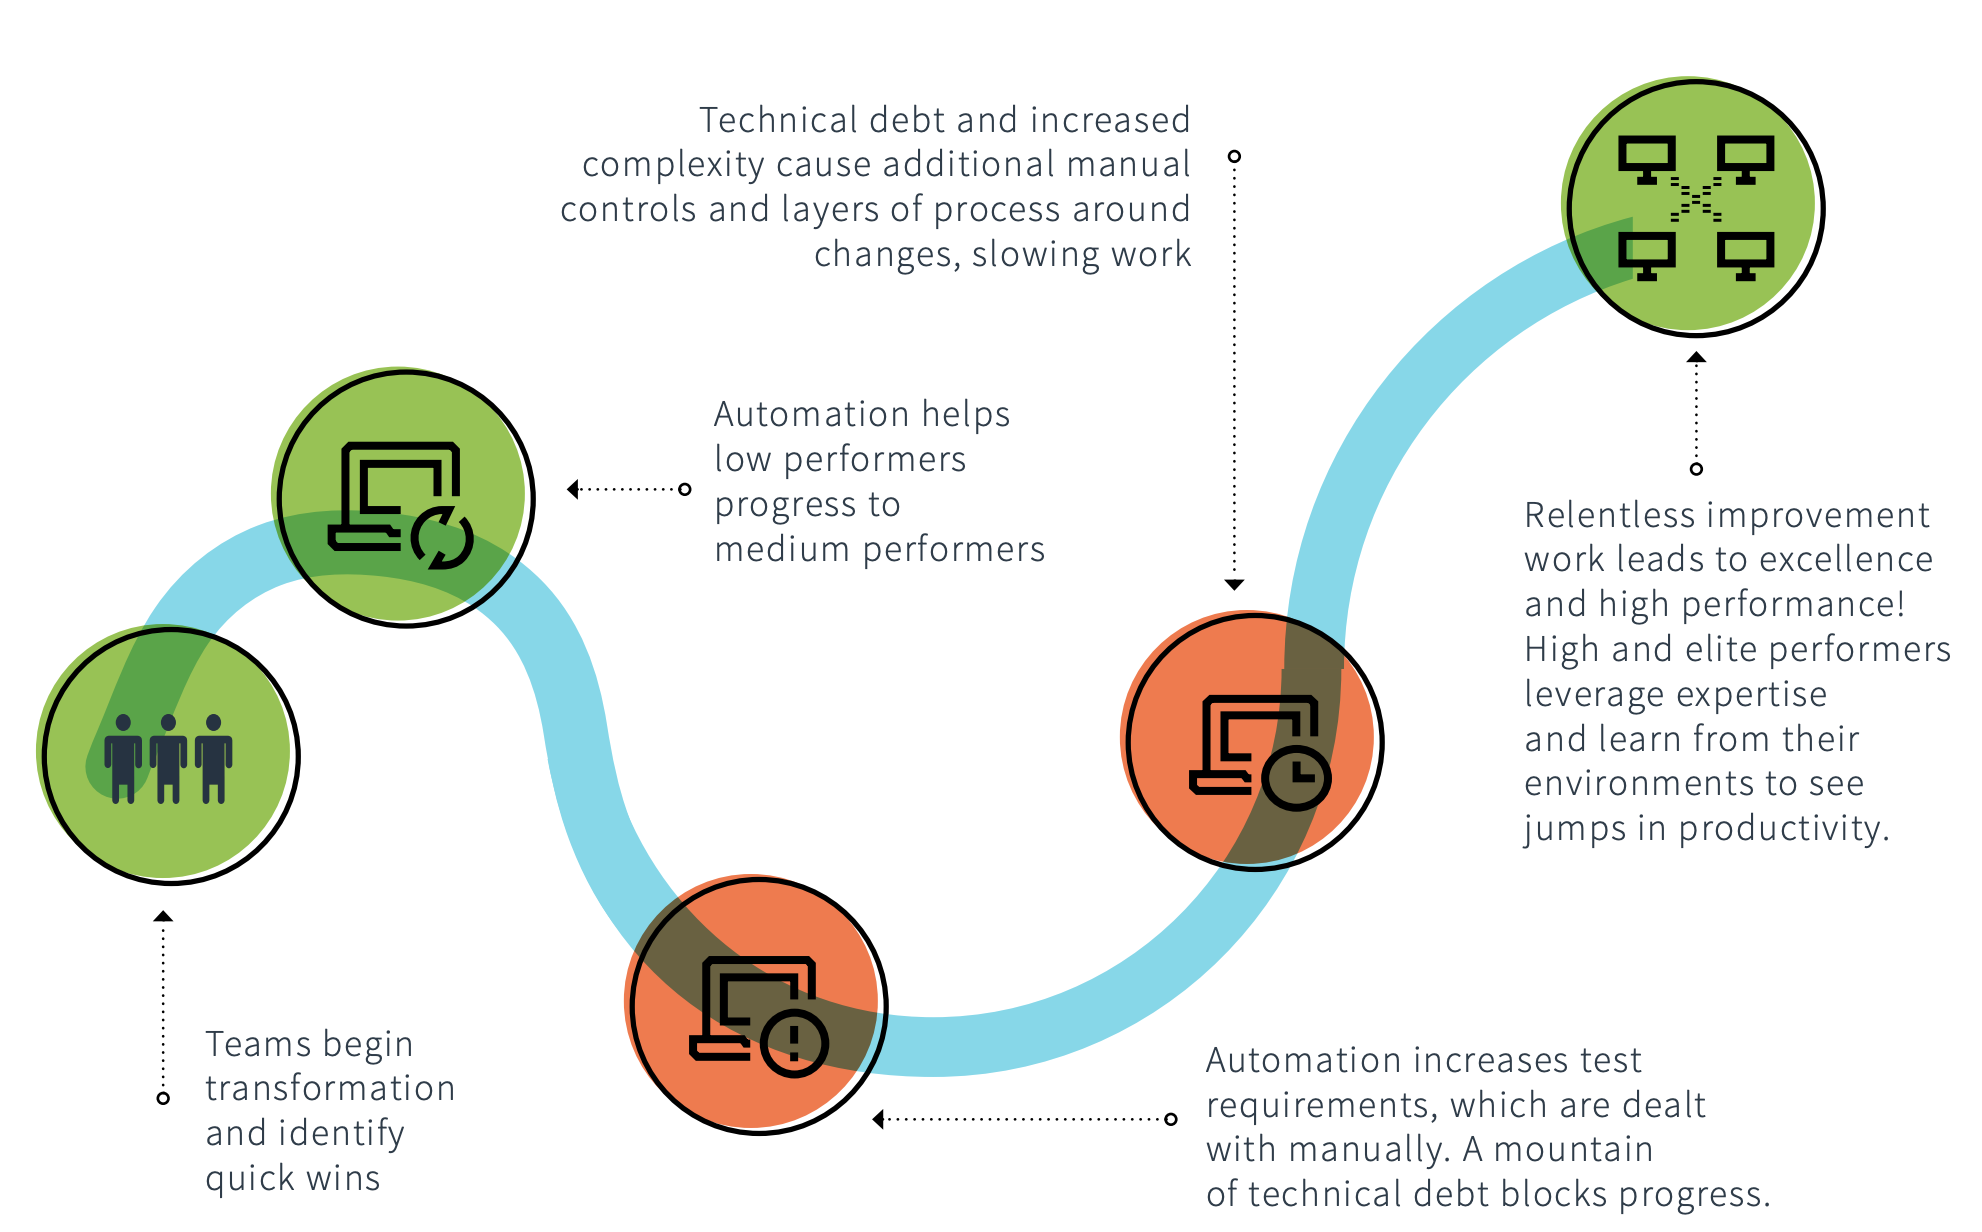 Teams begin
transformation
and identify
quick wins
Automation helps
low performers
progress to
medium performers
Automation increases test
requirements, which are dealt
with manually. A mountain
of technical debt blocks progress.
Technical debt and increased
complexity cause additional manual
controls and layers of process around
changes, slowing work
Relentless improvement
work leads to excellence
and high performance!
High and elite performers
leverage expertise
and learn from their
environments to see
jumps in productivity.